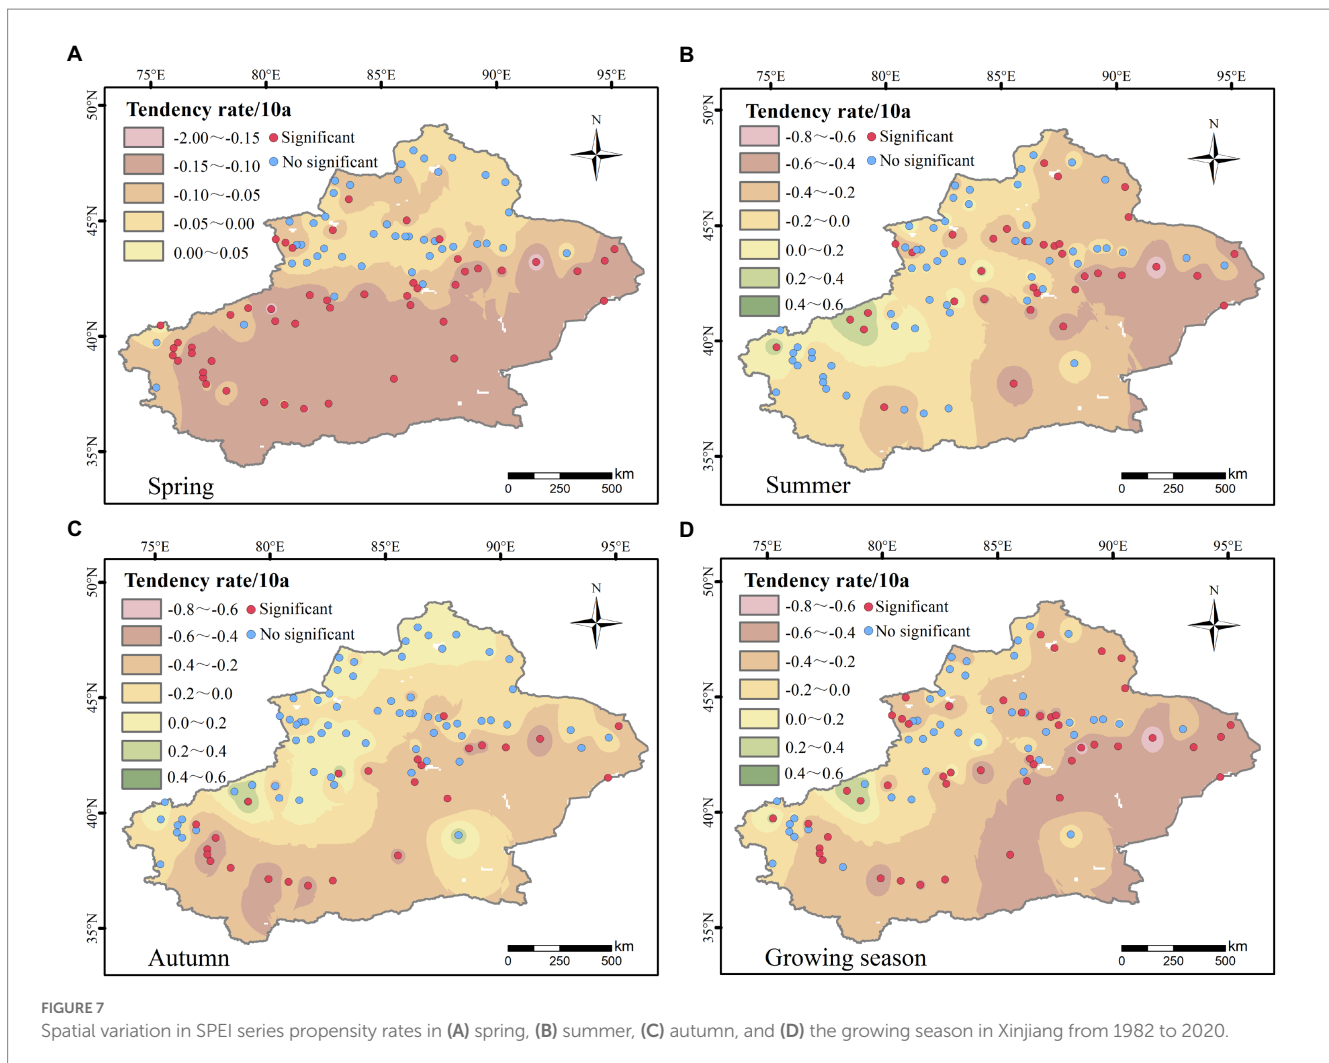 A
75°E 80°E 85°E 90°E 95°E
50°N
45°N
40°N
35°N
Tendency rate/10a
-2.00～-0.15
-0.15～-0.10
-0.10～-0.05
-0.05～0.00
0.00～0.05
Significant
No significant
N
Spring
km
0 250 500
B
75°E 80°E 85°E 90°E 95°E
50°N
45°N
40°N
35°N
Tendency rate/10a
-0.8～-0.6
-0.6～-0.4
-0.4～-0.2
-0.2～0.0
0.0～0.2
0.2～0.4
0.4～0.6
Significant
No significant
N
Summer
km
0 250 500
C
75°E 80°E 85°E 90°E 95°E
50°N
45°N
40°N
35°N
Tendency rate/10a
-0.8～-0.6
-0.6～-0.4
-0.4～-0.2
-0.2～0.0
0.0～0.2
0.2～0.4
0.4～0.6
Significant
No significant
N
Autumn
km
0 250 500
D
75°E 80°E 85°E 90°E 95°E
50°N
45°N
40°N
35°N
Tendency rate/10a
-0.8～-0.6
-0.6～-0.4
-0.4～-0.2
-0.2～0.0
0.0～0.2
0.2～0.4
0.4～0.6
Significant
No significant
N
Growing season
km
0 250 500
FIGURE 7
Spatial variation in SPEI series propensity rates in (A) spring, (B) summer, (C) autumn, and (D) the growing season in Xinjiang from 1982 to 2020.